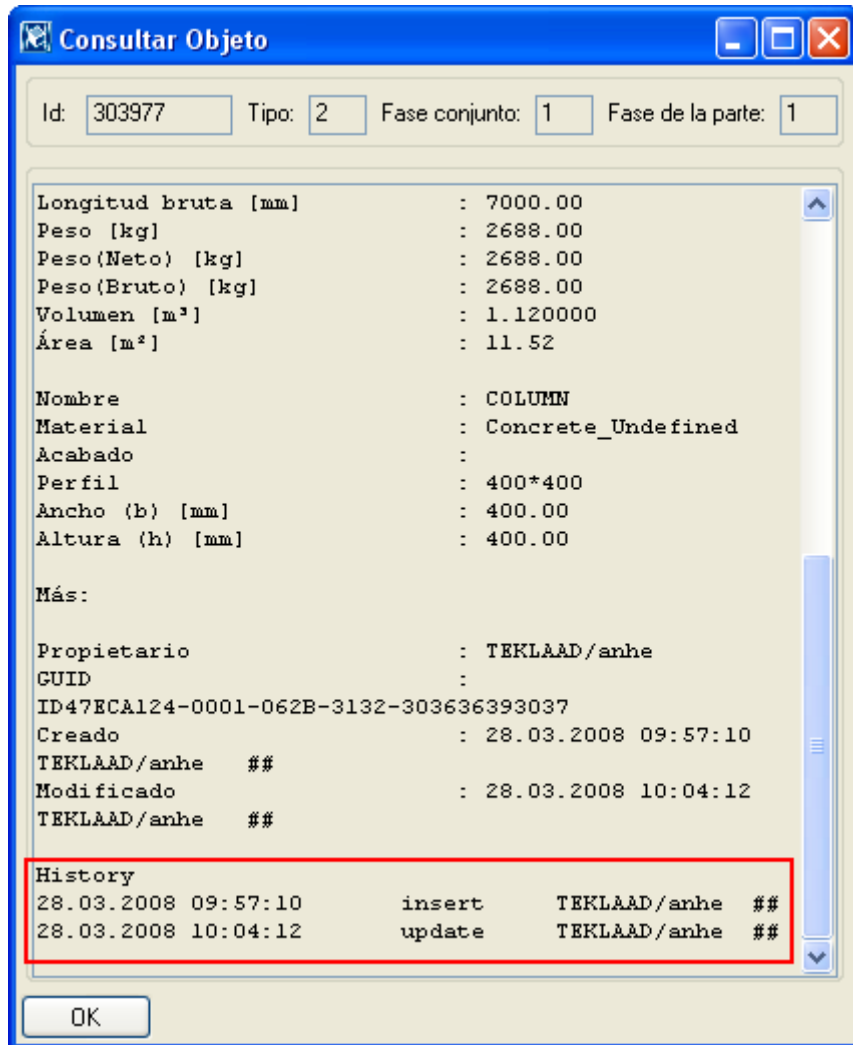 Consultar Objeto
Id: 303977 Tipo: 2 Fase conjunto: 1 Fase de la parte: 1
Longitud bruta [mm] : 7000.00
Peso [kg] : 2688.00
Peso(Neto) [kg] : 2688.00
Peso(Bruto) [kg] : 2688.00
Volumen [m³] : 1.120000
Área [m²] : 11.52
Nombre : COLUMN
Material : Concrete_Undefined
Acabado :
Perfil : 400*400
Ancho (b) [mm] : 400.00
Altura (h) [mm] : 400.00
Más:
Propietario : TEKLAAD/anhe
GUID :
ID47ECA124-0001-062B-3132-303636393037
Creado : 28.03.2008 09:57:10
TEKLAAD/anhe ##
Modificado : 28.03.2008 10:04:12
TEKLAAD/anhe ##
History
28.03.2008 09:57:10 insert TEKLAAD/anhe ##
28.03.2008 10:04:12 update TEKLAAD/anhe ##
OK